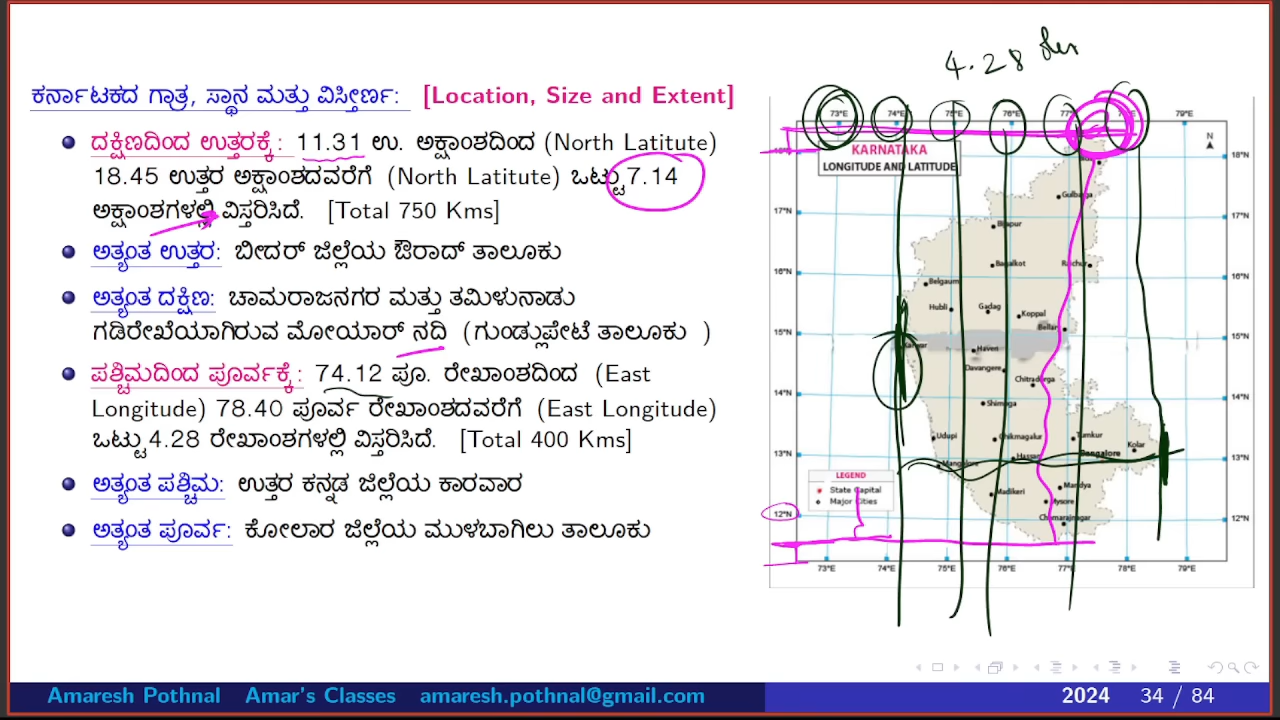 4.28
ಕರ್ನಾಟಕದ ಗಾತ್ರ, ಸ್ಥಾನ ಮತ್ತು ವಿಸ್ತೀರ್ಣ: [Location, Size and Extent]
ದಕ್ಷಿಣದಿಂದ ಉತ್ತರಕ್ಕೆ: 11.31 ಉ. ಅಕ್ಷಾಂಶದಿಂದ (North Latitute)
18.45 ಉತ್ತರ ಅಕ್ಷಾಂಶದವರೆಗೆ (North Latitute) ಒಟ್ಟು 7.14
ಅಕ್ಷಾಂಶಗಳಲ್ಲಿ ವಿಸ್ತರಿಸಿದೆ. [Total 750 Kms]
ಅತ್ಯಂತ ಉತ್ತರ: ಬೀದರ್ ಜಿಲ್ಲೆಯ ಔರಾದ್ ತಾಲೂಕು
ಅತ್ಯಂತ ದಕ್ಷಿಣ: ಚಾಮರಾಜನಗರ ಮತ್ತು ತಮಿಳುನಾಡು
ಗಡಿರೇಖೆಯಾಗಿರುವ ಮೋಯಾರ್ ನದಿ (ಗುಂಡ್ಲುಪೇಟೆ ತಾಲೂಕು )
ಪಶ್ಚಿಮದಿಂದ ಪೂರ್ವಕ್ಕೆ: 74.12 ಪೂ. ರೇಖಾಂಶದಿಂದ (East
Longitude) 78.40 ಪೂರ್ವ ರೇಖಾಂಶದವರೆಗೆ (East Longitude)
ಒಟ್ಟು 4.28 ರೇಖಾಂಶಗಳಲ್ಲಿ ವಿಸ್ತರಿಸಿದೆ. [Total 400 Kms]
ಅತ್ಯಂತ ಪಶ್ಚಿಮ: ಉತ್ತರ ಕನ್ನಡ ಜಿಲ್ಲೆಯ ಕಾರವಾರ
ಅತ್ಯಂತ ಪೂರ್ವ: ಕೋಲಾರ ಜಿಲ್ಲೆಯ ಮುಳಬಾಗಿಲು ತಾಲೂಕು
73°E 74°E 75°E 76°E 79°E
N
KARNATAKA
LONGITUDE AND LATITUDE
18°N
Gulbarga
17°N 17°N
Bijapur
Bagalkot Raichur
16°N 16°N
Belgaum
Hubli Gadag Koppal
Bellary
15°N 15°N
Karwar Haveri
Davangere Chitradurga
14°N 14°N
Shimoga
Udupi Chikmagalur Tumkur Kolar
13°N Mangalore Hassan Bangalore 13°N
LEGEND
State Capital
Major Cities
Madikeri Mandya
Mysore
12°N Chamarajnagar 12°N
73°E 74°E 75°E 76°E 77°E 78°E 79°E
Amaresh Pothnal Amar's Classes amaresh.pothnal@gmail.com 2024 34 / 84